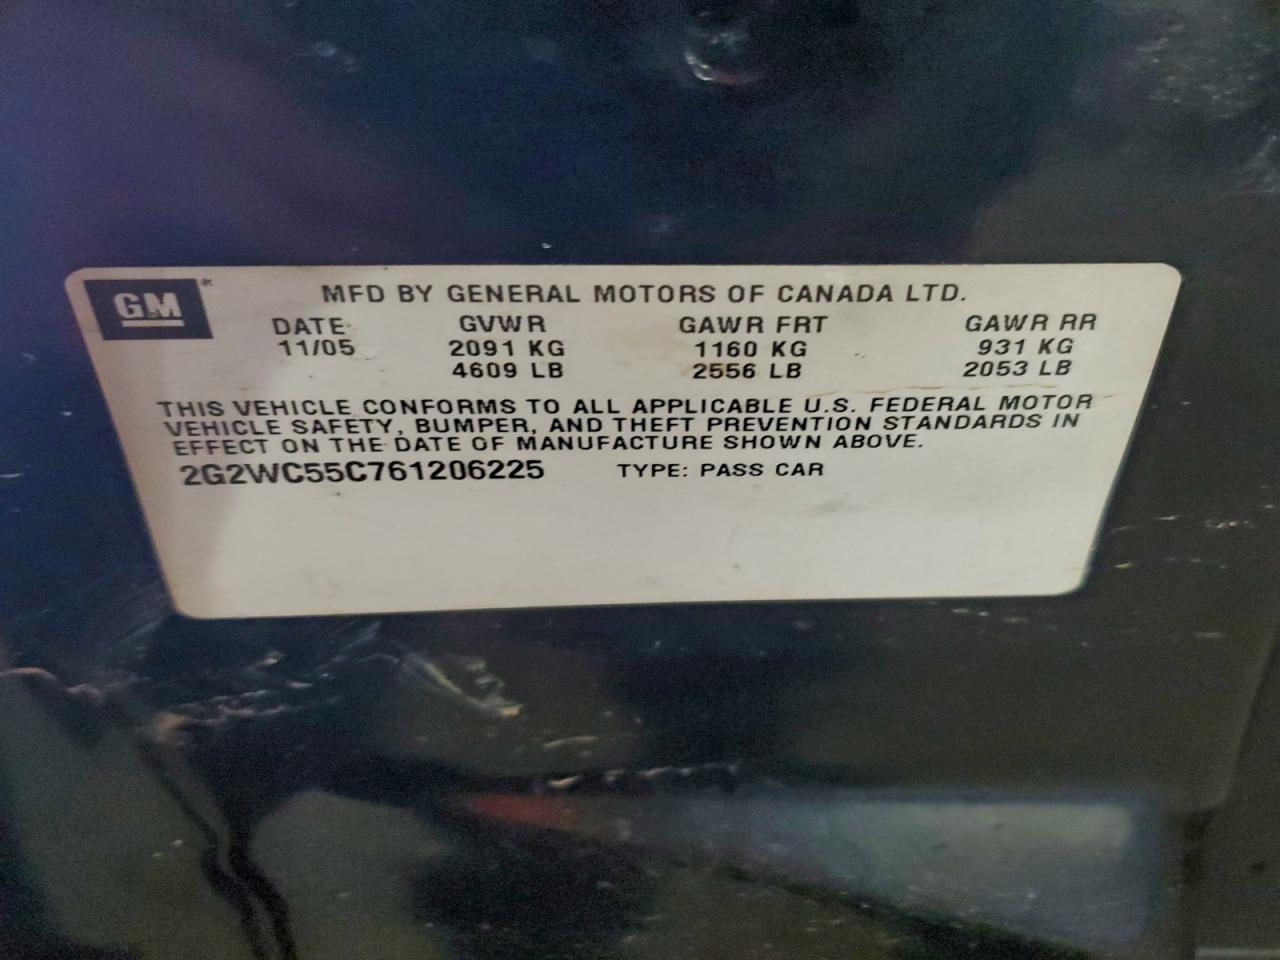 GM®
MFD BY GENERAL MOTORS OF CANADA LTD.
DATE GVWR GAWR FRT GAWR RR
11/05 2091 KG 1160 KG 931 KG
4609 LB 2556 LB 2053 LB
THIS VEHICLE CONFORMS TO ALL APPLICABLE U.S. FEDERAL MOTOR
VEHICLE SAFETY, BUMPER, AND THEFT PREVENTION STANDARDS IN
EFFECT ON THE DATE OF MANUFACTURE SHOWN ABOVE.
2G2WC55C761206225 TYPE: PASS CAR